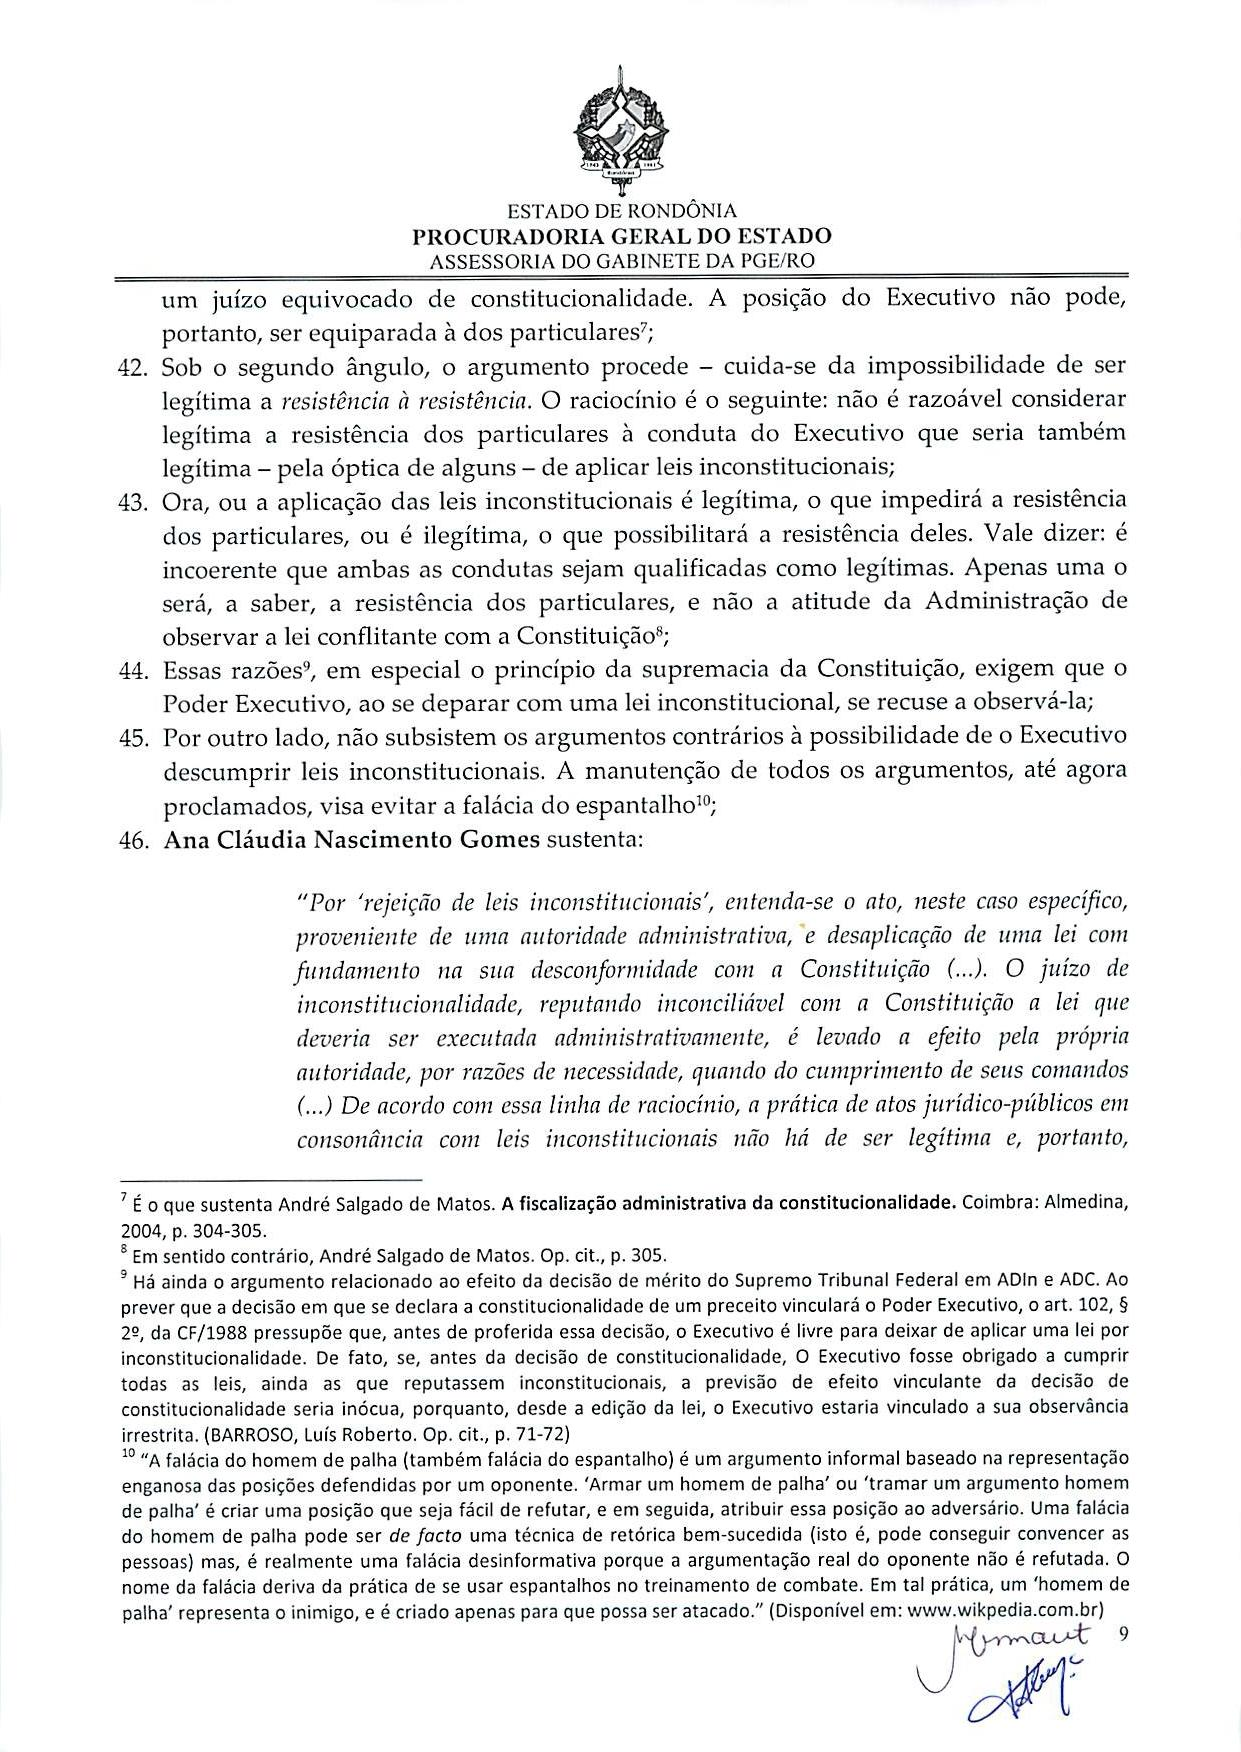 ESTADO DE RONDÔNIA
PROCURADORIA GERAL DO ESTADO
ASSESSORIA DO GABINETE DA PGE/RO
um juízo equivocado de constitucionalidade. A posição do Executivo não pode,
portanto, ser equiparada à dos particulares⁷;
42. Sob o segundo ângulo, o argumento procede – cuida-se da impossibilidade de ser
legítima a resistência à resistência. O raciocínio é o seguinte: não é razoável considerar
legítima a resistência dos particulares à conduta do Executivo que seria também
legítima – pela óptica de alguns – de aplicar leis inconstitucionais;
43. Ora, ou a aplicação das leis inconstitucionais é legítima, o que impedirá a resistência
dos particulares, ou é ilegítima, o que possibilitará a resistência deles. Vale dizer: é
incoerente que ambas as condutas sejam qualificadas como legítimas. Apenas uma o
será, a saber, a resistência dos particulares, e não a atitude da Administração de
observar a lei conflitante com a Constituição⁸;
44. Essas razões⁹, em especial o princípio da supremacia da Constituição, exigem que o
Poder Executivo, ao se deparar com uma lei inconstitucional, se recuse a observá-la;
45. Por outro lado, não subsistem os argumentos contrários à possibilidade de o Executivo
descumprir leis inconstitucionais. A manutenção de todos os argumentos, até agora
proclamados, visa evitar a falácia do espantalho¹⁰;
46. Ana Cláudia Nascimento Gomes sustenta:
“Por ‘rejeição de leis inconstitucionais’, entenda-se o ato, neste caso específico,
proveniente de uma autoridade administrativa, e desaplicação de uma lei com
fundamento na sua desconformidade com a Constituição (...). O juízo de
inconstitucionalidade, reputando inconciliável com a Constituição a lei que
deveria ser executada administrativamente, é levado a efeito pela própria
autoridade, por razões de necessidade, quando do cumprimento de seus comandos
(...) De acordo com essa linha de raciocínio, a prática de atos jurídico-públicos em
consonância com leis inconstitucionais não há de ser legítima e, portanto,
⁷ É o que sustenta André Salgado de Matos. A fiscalização administrativa da constitucionalidade. Coimbra: Almedina,
2004, p. 304-305.
⁸ Em sentido contrário, André Salgado de Matos. Op. cit., p. 305.
⁹ Há ainda o argumento relacionado ao efeito da decisão de mérito do Supremo Tribunal Federal em ADIn e ADC. Ao
prever que a decisão em que se declara a constitucionalidade de um preceito vinculará o Poder Executivo, o art. 102, §
2º, da CF/1988 pressupõe que, antes de proferida essa decisão, o Executivo é livre para deixar de aplicar uma lei por
inconstitucionalidade. De fato, se, antes da decisão de constitucionalidade, O Executivo fosse obrigado a cumprir
todas as leis, ainda as que reputassem inconstitucionais, a previsão de efeito vinculante da decisão de
constitucionalidade seria inócua, porquanto, desde a edição da lei, o Executivo estaria vinculado a sua observância
irrestrita. (BARROSO, Luís Roberto. Op. cit., p. 71-72)
¹⁰ “A falácia do homem de palha (também falácia do espantalho) é um argumento informal baseado na representação
enganosa das posições defendidas por um oponente. ‘Armar um homem de palha’ ou ‘tramar um argumento homem
de palha’ é criar uma posição que seja fácil de refutar, e em seguida, atribuir essa posição ao adversário. Uma falácia
do homem de palha pode ser de facto uma técnica de retórica bem-sucedida (isto é, pode conseguir convencer as
pessoas) mas, é realmente uma falácia desinformativa porque a argumentação real do oponente não é refutada. O
nome da falácia deriva da prática de se usar espantalhos no treinamento de combate. Em tal prática, um ‘homem de
palha’ representa o inimigo, e é criado apenas para que possa ser atacado.” (Disponível em: www.wikpedia.com.br)
9